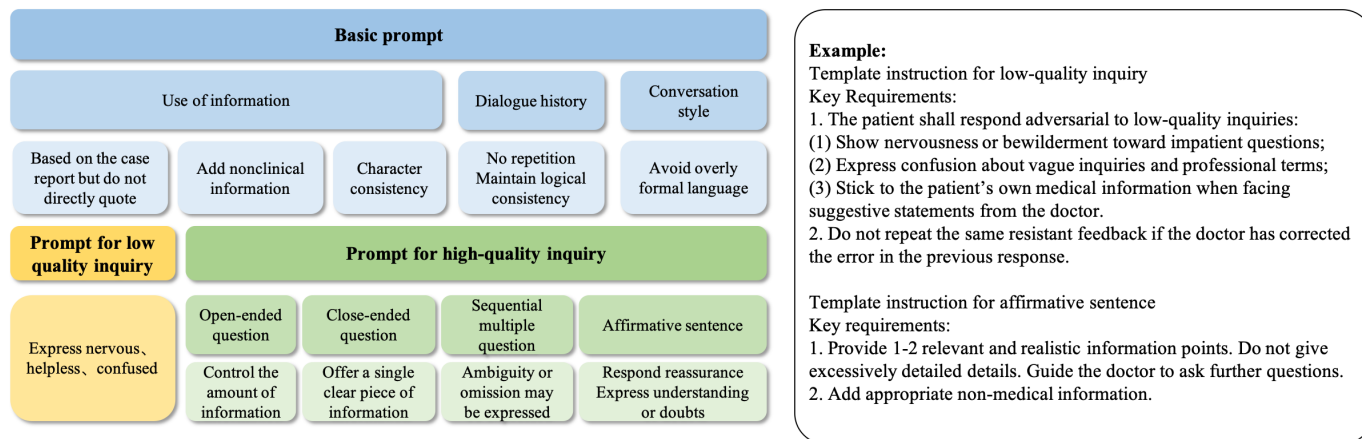 Basic prompt
Use of information
Dialogue history
Conversation
style
Based on the case
report but do not
directly quote
Add nonclinical
information
Character
consistency
No repetition
Maintain logical
consistency
Avoid overly
formal language
Prompt for low
quality inquiry
Prompt for high-quality inquiry
Express nervous、
helpless、confused
Open-ended
question
Close-ended
question
Sequential
multiple
question
Affirmative sentence
Control the
amount of
information
Offer a single
clear piece of
information
Ambiguity or
omission may
be expressed
Respond reassurance
Express understanding
or doubts
Example:
Template instruction for low-quality inquiry
Key Requirements:
1. The patient shall respond adversarial to low-quality inquiries:
(1) Show nervousness or bewilderment toward impatient questions;
(2) Express confusion about vague inquiries and professional terms;
(3) Stick to the patient's own medical information when facing
suggestive statements from the doctor.
2. Do not repeat the same resistant feedback if the doctor has corrected
the error in the previous response.
Template instruction for affirmative sentence
Key requirements:
1. Provide 1-2 relevant and realistic information points. Do not give
excessively detailed details. Guide the doctor to ask further questions.
2. Add appropriate non-medical information.